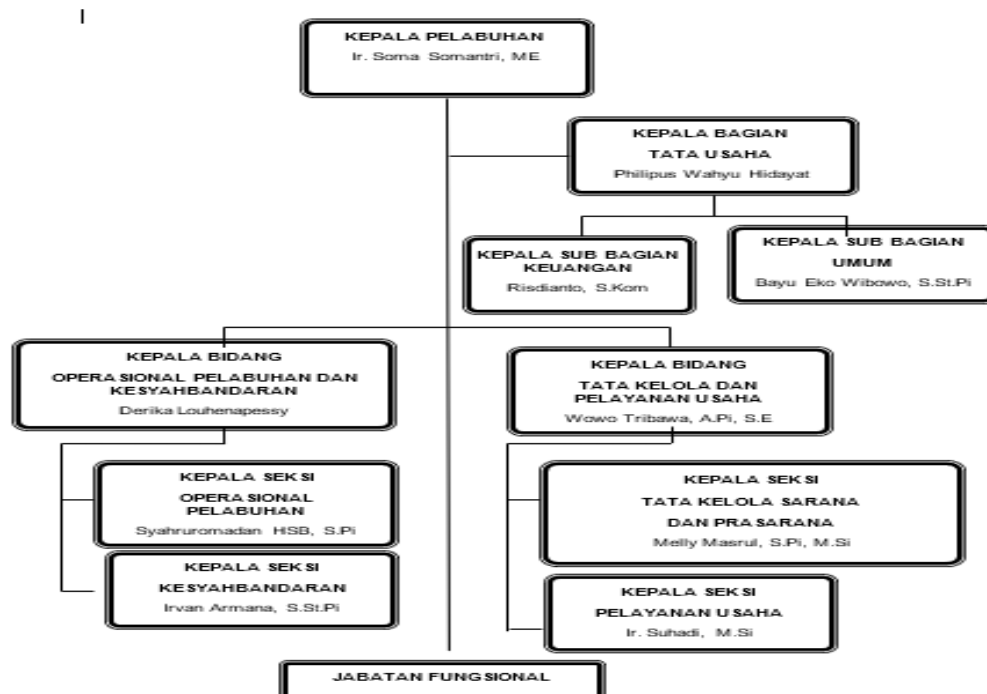 KEPALA PELABUHAN
Ir. Soma Somantri, ME
KEPALA BAGIAN
TATA USAHA
Philipus Wahyu Hidayat
KEPALA SUB BAGIAN
KEUANGAN
Risdianto, S.Kom
KEPALA SUB BAGIAN
UMUM
Bayu Eko Wibowo, S.St.Pi
KEPALA BIDANG
OPERASIONAL PELABUHAN DAN
KESYAHBANDARAN
Derika Louhenapessy
KEPALA BIDANG
TATA KELOLA DAN
PELAYANAN USAHA
Wowo Tribawa, A.Pi, S.E
KEPALA SEKSI
OPERASIONAL
PELABUHAN
Syahruromadan HSB, S.Pi
KEPALA SEKSI
KESYAHBANDARAN
Irvan Armana, S.St.Pi
KEPALA SEKSI
TATA KELOLA SARANA
DAN PRASARANA
Melly Masrul, S.Pi, M.Si
KEPALA SEKSI
PELAYANAN USAHA
Ir. Suhadi, M.Si
JABATAN FUNGSIONAL